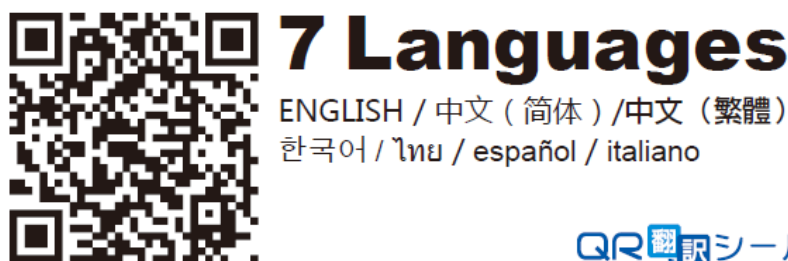 7 Languages
ENGLISH / 中文 ( 简体 ) /中文（繁體）
한국어 / ไทย / español / italiano
QR翻訳シール